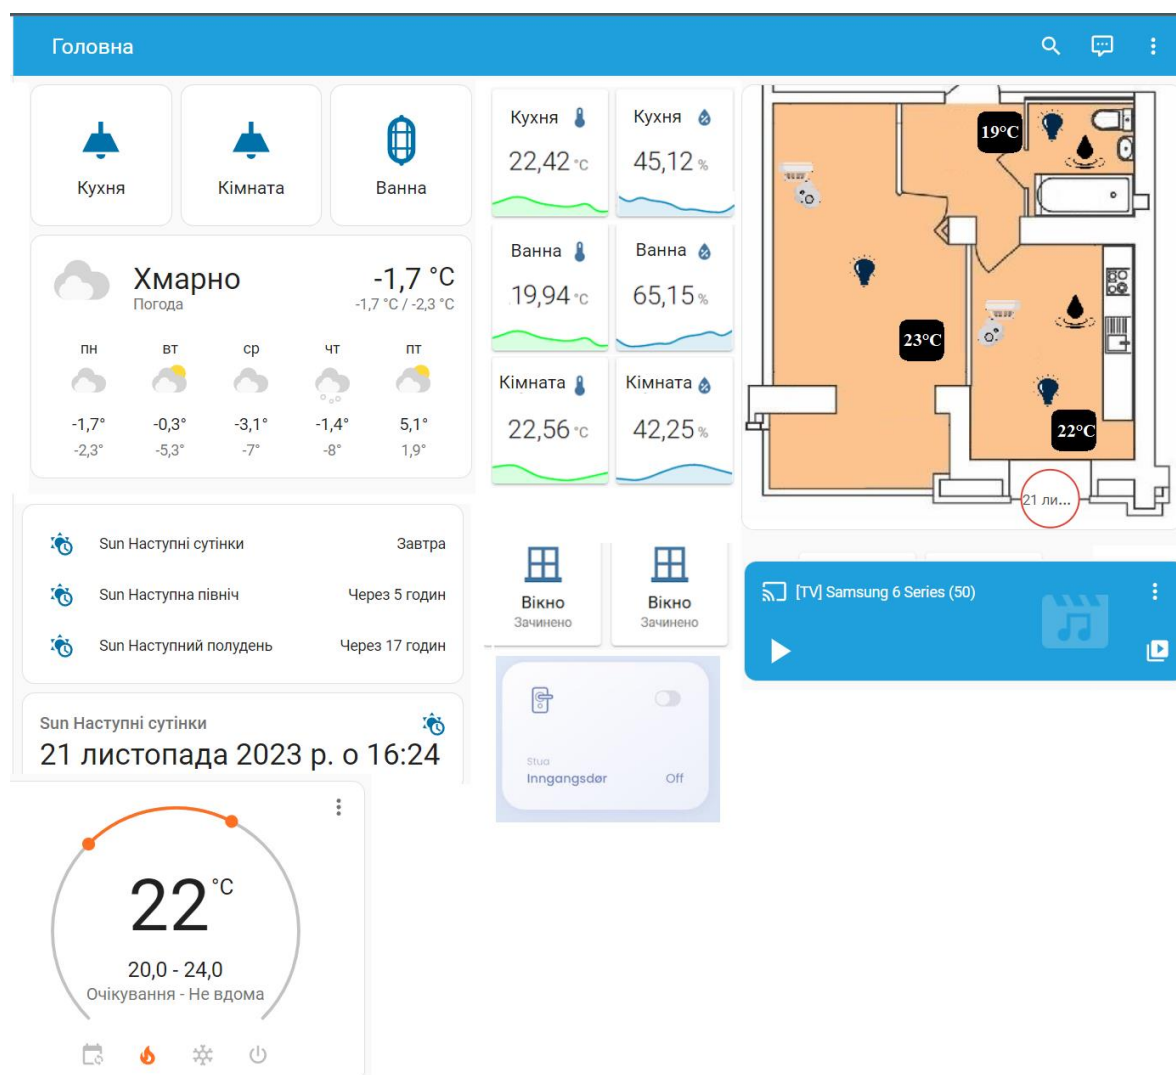 Головна
Кухня
Кімната
Ванна
Хмарно
Погода
-1,7 °C
-1,7 °C / -2,3 °C
пн вт ср чт пт
-1,7° -0,3° -3,1° -1,4° 5,1°
-2,3° -5,3° -7° -8° 1,9°
Sun Наступні сутінки Завтра
Sun Наступна північ Через 5 годин
Sun Наступний полудень Через 17 годин
Sun Наступні сутінки
21 листопада 2023 р. о 16:24
22 °C
20,0 - 24,0
Очікування - Не вдома
Кухня
22,42 °C
Кухня
45,12 %
Ванна
19,94 °C
Ванна
65,15 %
Кімната
22,56 °C
Кімната
42,25 %
Вікно
Зачинено
Вікно
Зачинено
Stua
Inngangsdør Off
19°C
23°C
22°C
21 ли...
[TV] Samsung 6 Series (50)